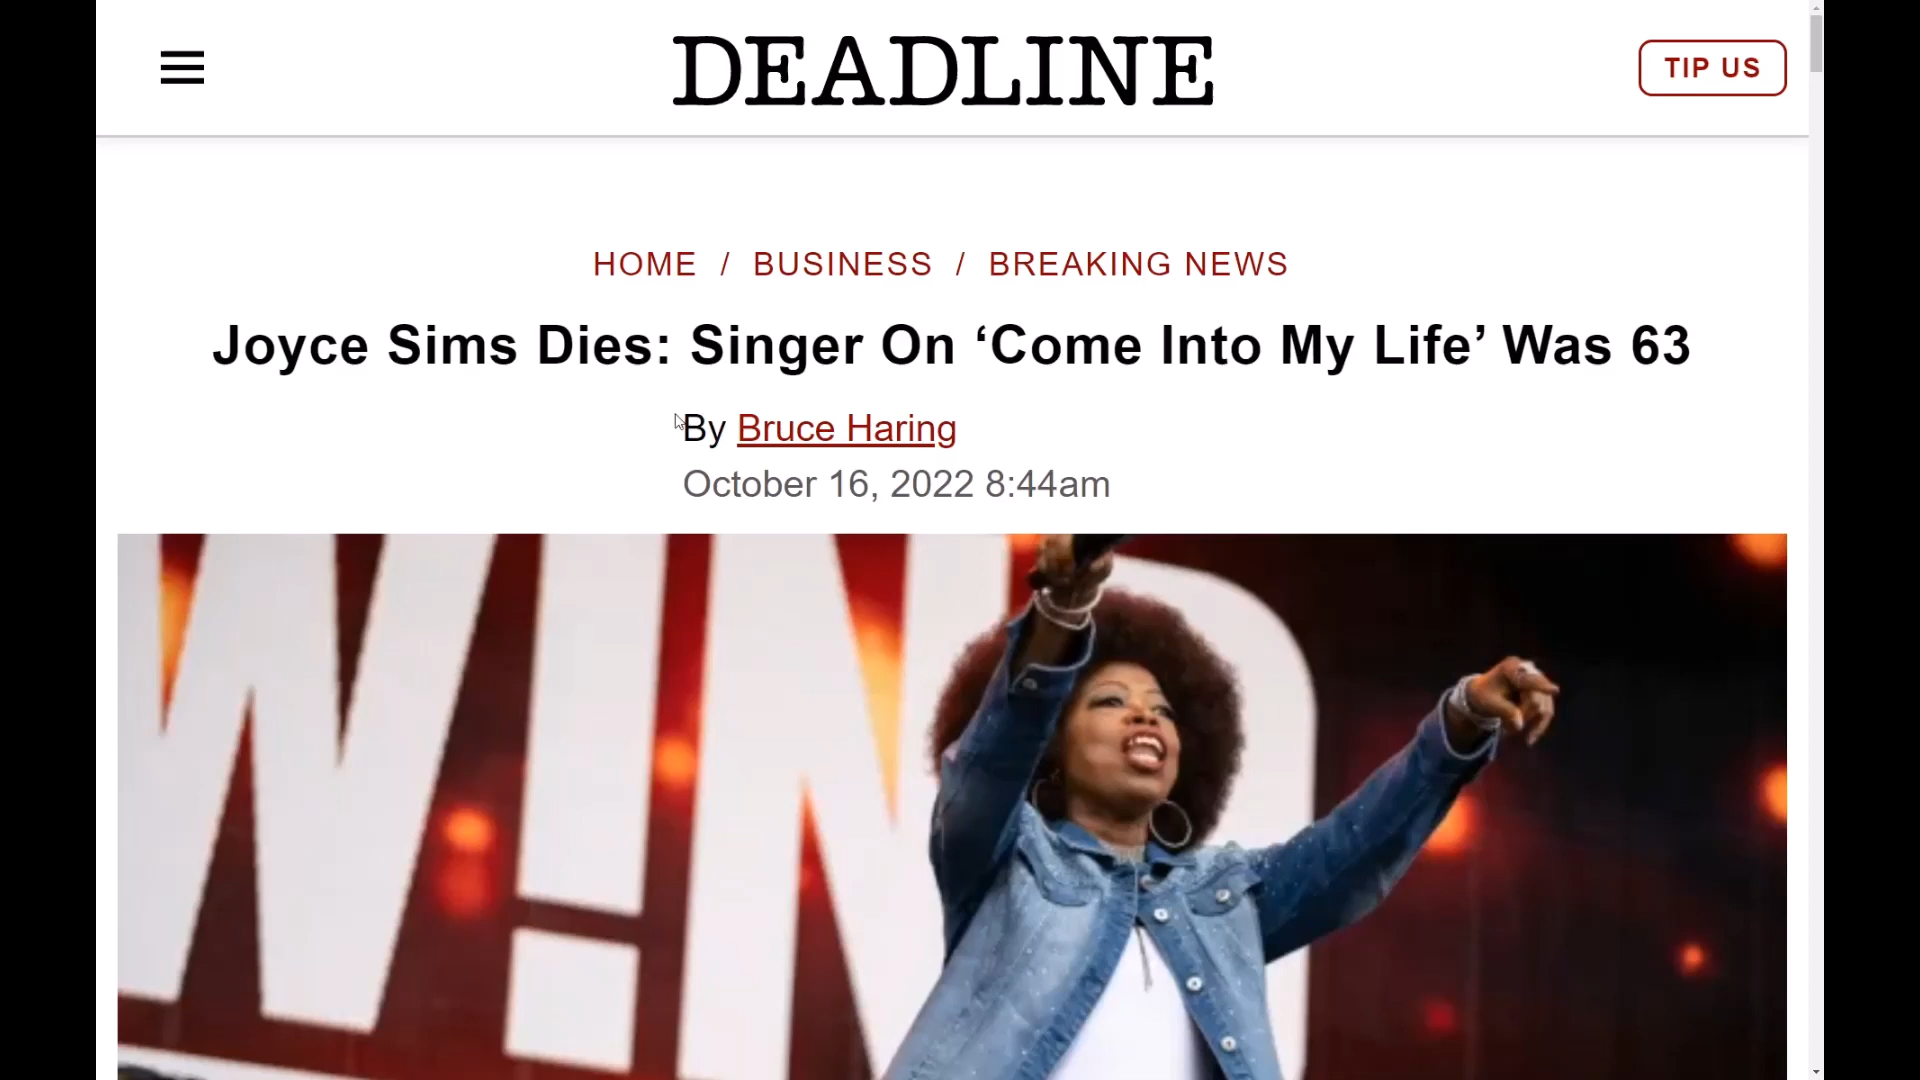 DEADLINE
TIP US
HOME / BUSINESS / BREAKING NEWS
Joyce Sims Dies: Singer On ‘Come Into My Life’ Was 63
By Bruce Haring
October 16, 2022 8:44am